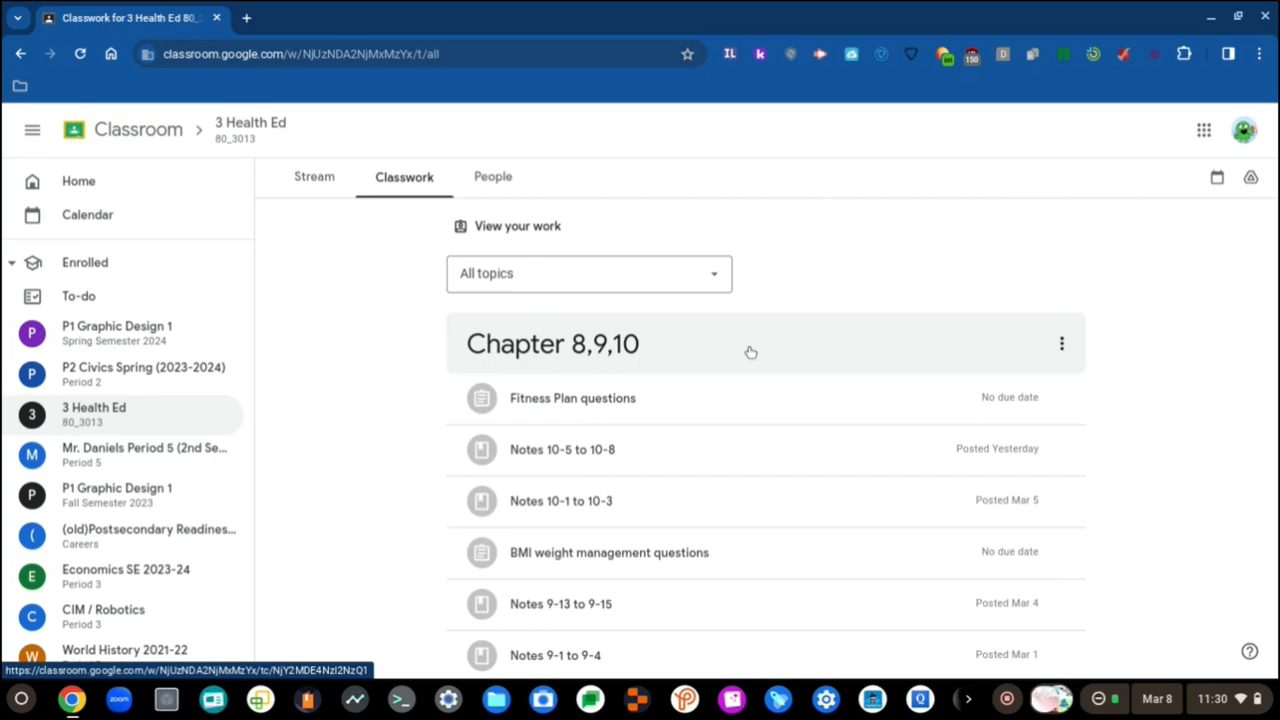 Classwork for 3 Health Ed 80_
classroom.google.com/w/NjUzNDA2NjMxMzYx/t/all
IL
k
on
150
D
Classroom
3 Health Ed
80_3013
Home
Calendar
Enrolled
To-do
P
P1 Graphic Design 1
Spring Semester 2024
P
P2 Civics Spring (2023-2024)
Period 2
3
3 Health Ed
80_3013
M
Mr. Daniels Period 5 (2nd Se...
Period 5
P
P1 Graphic Design 1
Fall Semester 2023
(
(old)Postsecondary Readines...
Careers
E
Economics SE 2023-24
Period 3
C
CIM / Robotics
Period 3
W
World History 2021-22
Stream
Classwork
People
View your work
All topics
Chapter 8,9,10
Fitness Plan questions
No due date
Notes 10-5 to 10-8
Posted Yesterday
Notes 10-1 to 10-3
Posted Mar 5
BMI weight management questions
No due date
Notes 9-13 to 9-15
Posted Mar 4
Notes 9-1 to 9-4
Posted Mar 1
https://classroom.google.com/w/NjUzNDA2NjMxMzYx/tc/NjY2MDE4NzI2NzQ1
zoom
Q
Mar 8
11:30